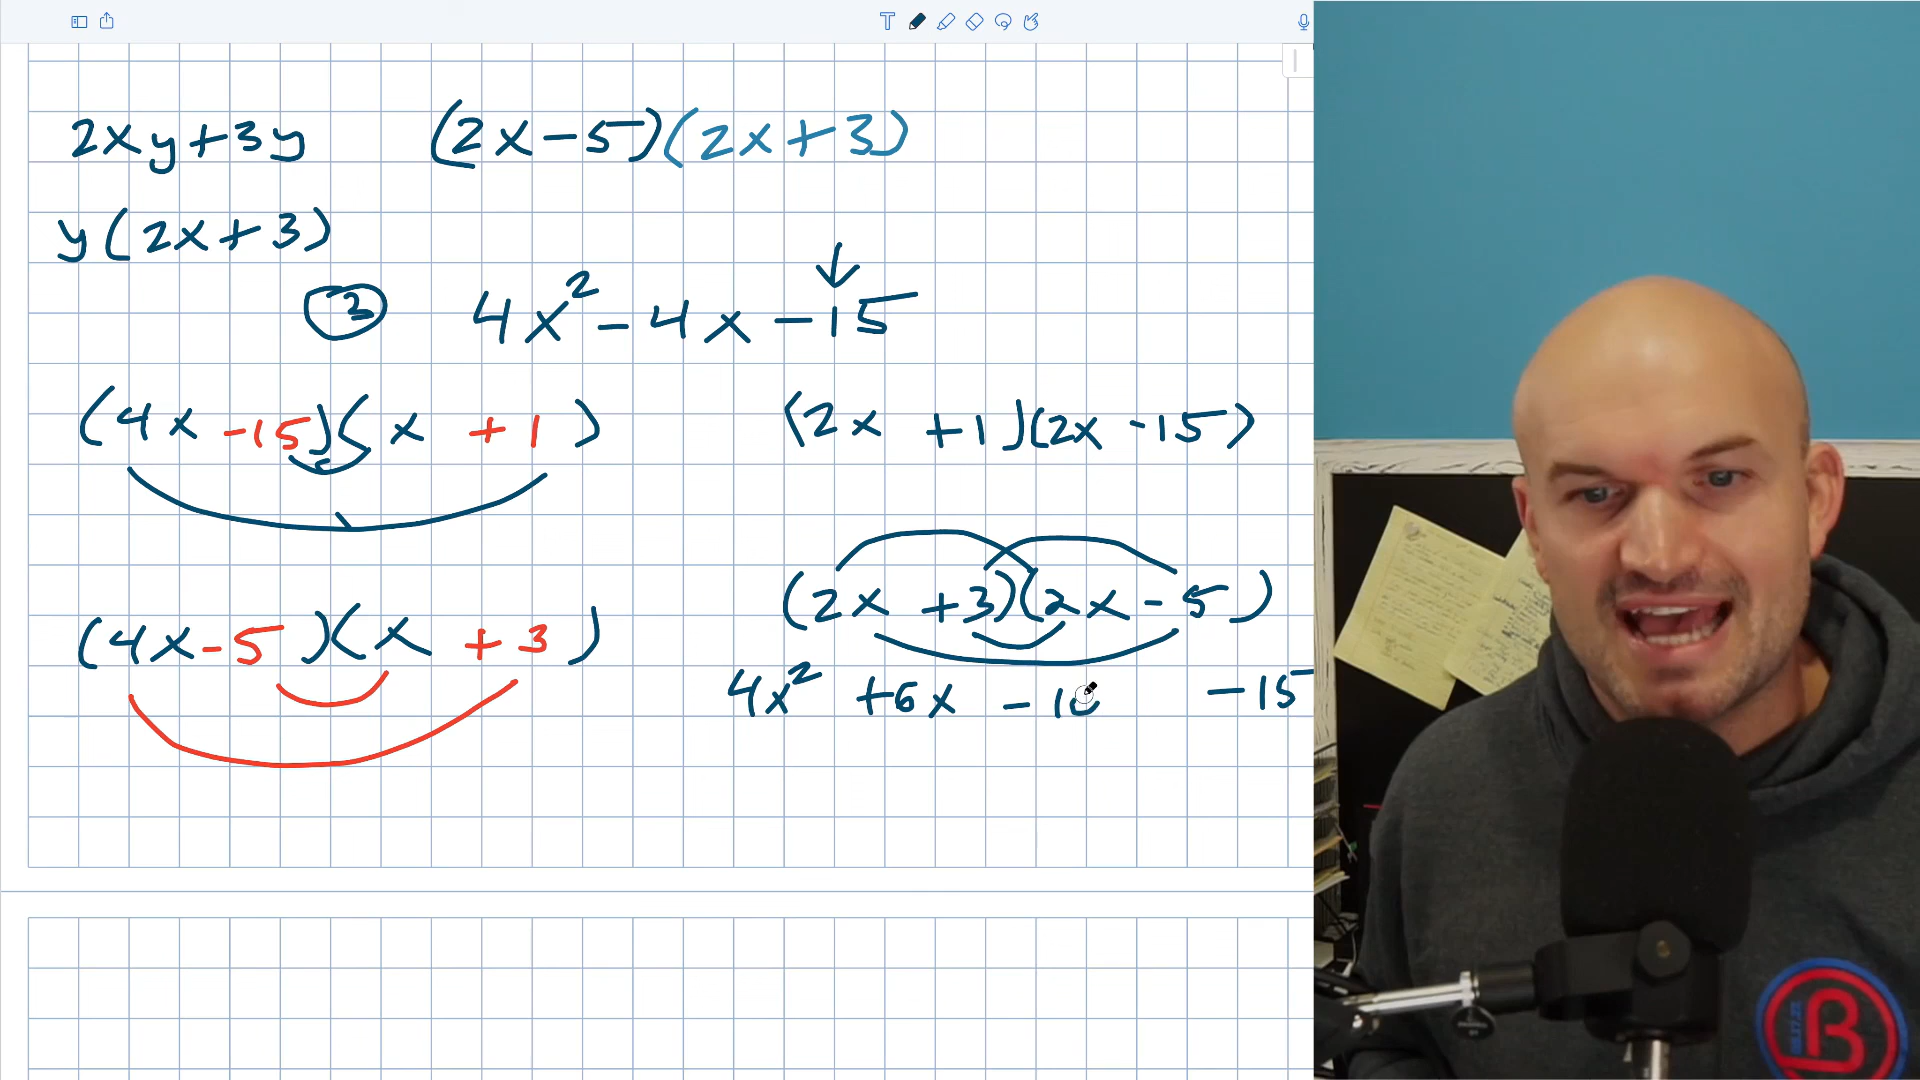 2xy+3y (2x-5)(2x+3)
y(2x+3)
3 4x² - 4x - 15
(4x -15)(x +1) (2x +1)(2x -15)
(4x -5)(x +3) (2x +3)(2x -5)
4x² +6x - 10 -15